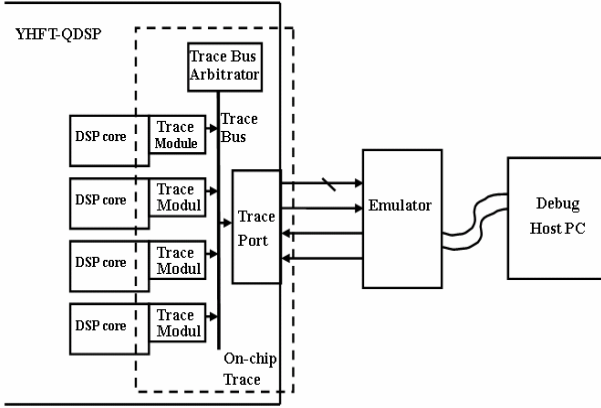 YHFT-QDSP
Trace Bus
Arbitrator
Trace
Bus
DSP core
Trace
Module
DSP core
Trace
Modul
DSP core
Trace
Modul
DSP core
Trace
Modul
Trace
Port
On-chip
Trace
Emulator
Debug
Host PC